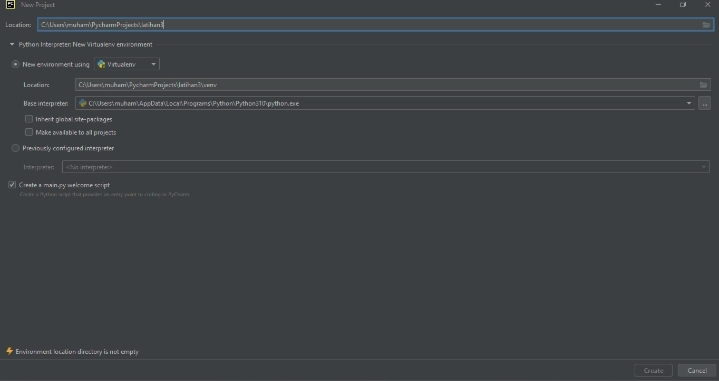 PC New Project
Location: C:\Users\muham\PycharmProjects\latihan3
Python Interpreter: New Virtualenv environment
New environment using Virtualenv
Location: C:\Users\muham\PycharmProjects\latihan3\venv
Base interpreter: C:\Users\muham\AppData\Local\Programs\Python\Python310\python.exe
...
Inherit global site-packages
Make available to all projects
Previously configured interpreter
Interpreter: <No interpreter>
Create a main.py welcome script
Create a Python script that provides an entry point to coding in PyCharm.
Environment location directory is not empty
Create Cancel